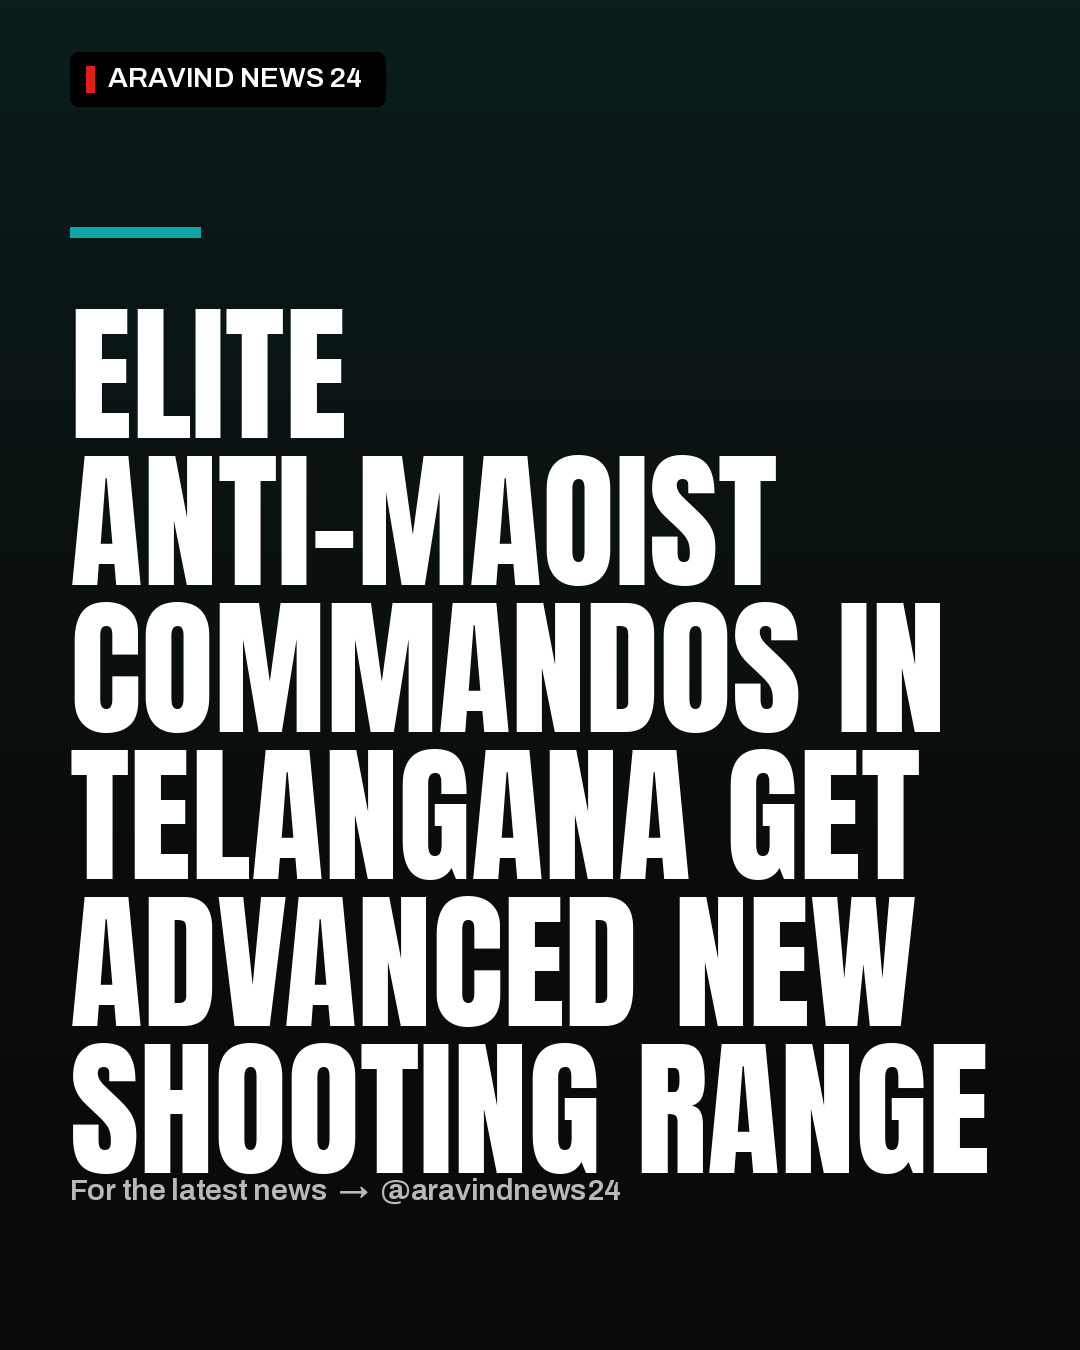 ARAVIND NEWS 24
ELITE
ANTI-MAOIST
COMMANDOS IN
TELANGANA GET
ADVANCED NEW
SHOOTING RANGE
For the latest news → @aravindnews24